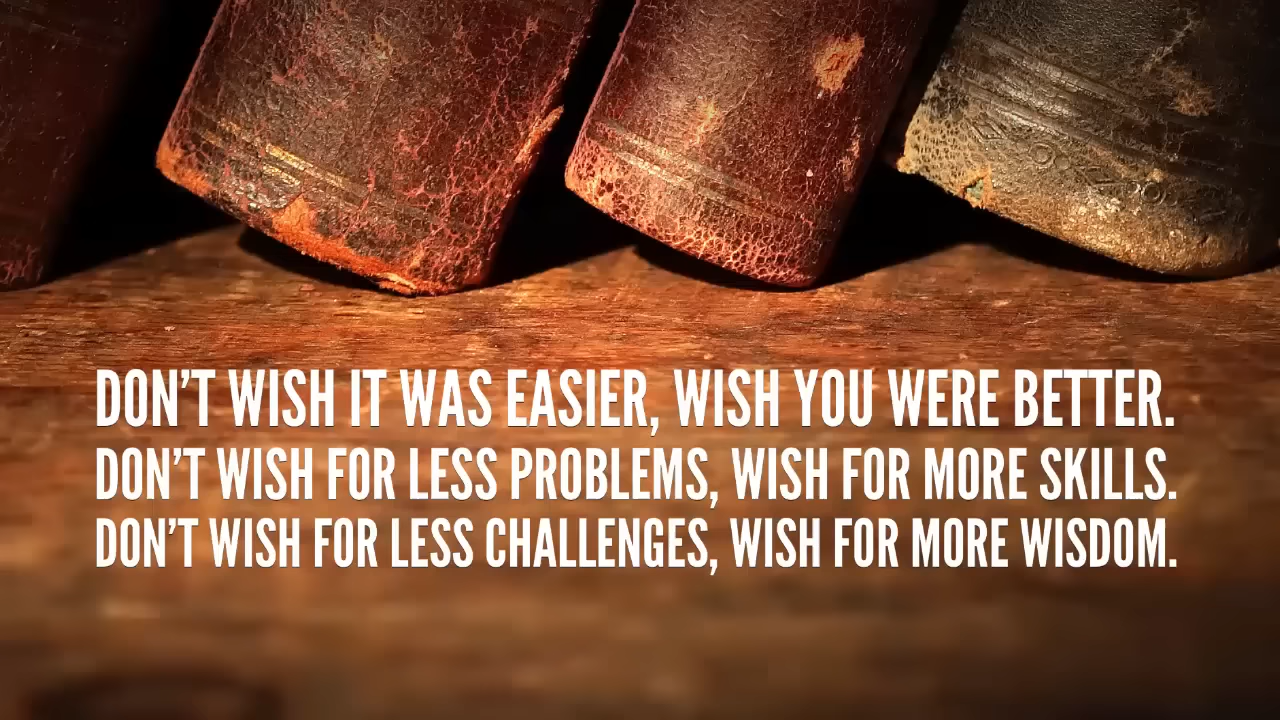 DON’T WISH IT WAS EASIER, WISH YOU WERE BETTER.
DON’T WISH FOR LESS PROBLEMS, WISH FOR MORE SKILLS.
DON’T WISH FOR LESS CHALLENGES, WISH FOR MORE WISDOM.